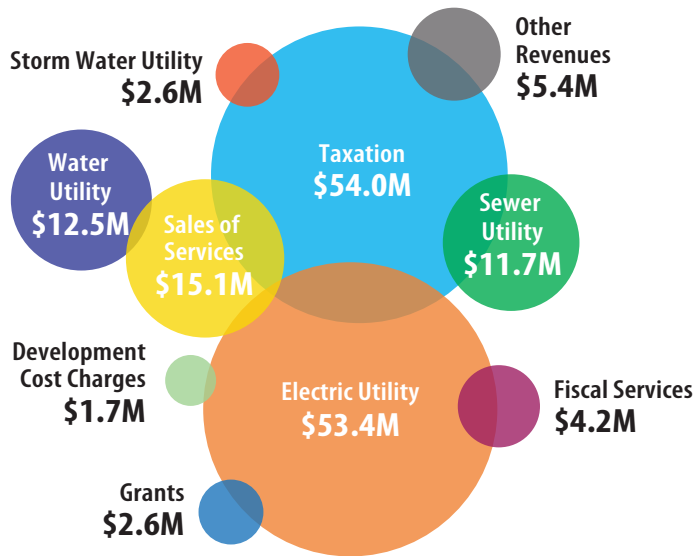 Storm Water Utility
$2.6M
Other
Revenues
$5.4M
Taxation
$54.0M
Water
Utility
$12.5M
Sales of
Services
$15.1M
Sewer
Utility
$11.7M
Development
Cost Charges
$1.7M
Electric Utility
$53.4M
Fiscal Services
$4.2M
Grants
$2.6M